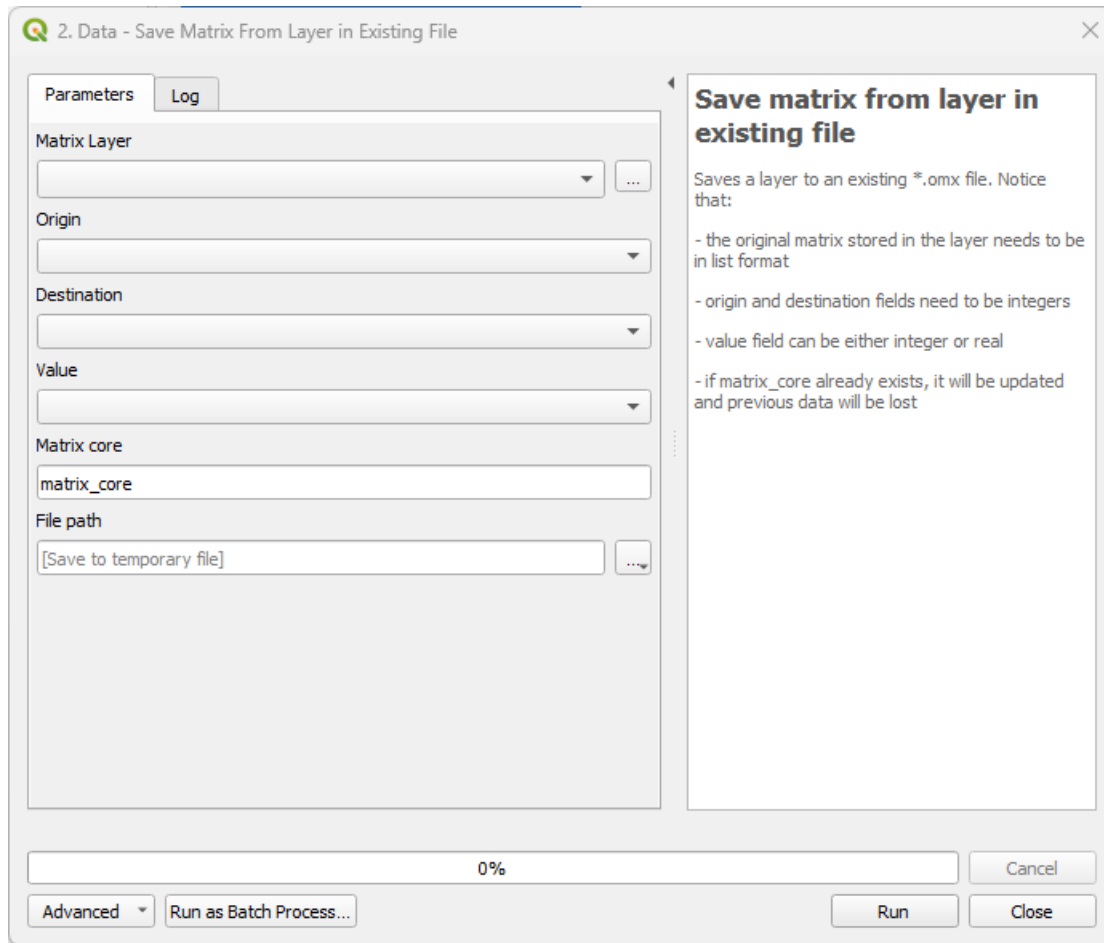 2. Data - Save Matrix From Layer in Existing File
Parameters
Log
Matrix Layer
...
Origin
Destination
Value
Matrix core
matrix_core
File path
[Save to temporary file]
...
Save matrix from layer in
existing file
Saves a layer to an existing *.omx file. Notice
that:
- the original matrix stored in the layer needs to be
in list format
- origin and destination fields need to be integers
- value field can be either integer or real
- if matrix_core already exists, it will be updated
and previous data will be lost
0%
Cancel
Advanced
Run as Batch Process...
Run
Close